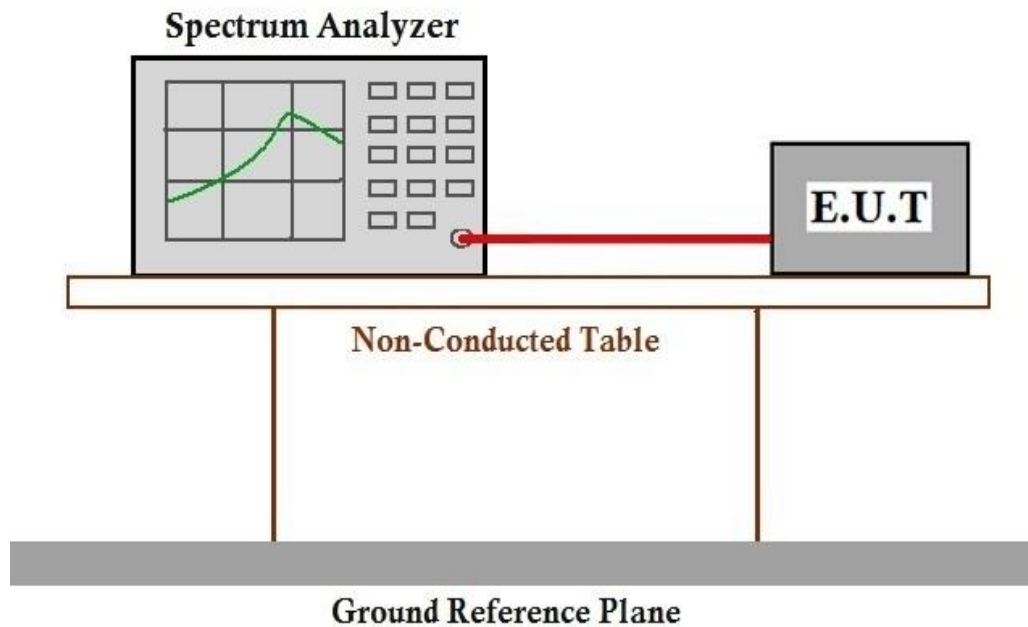 Spectrum Analyzer
E.U.T
Non-Conducted Table
Ground Reference Plane